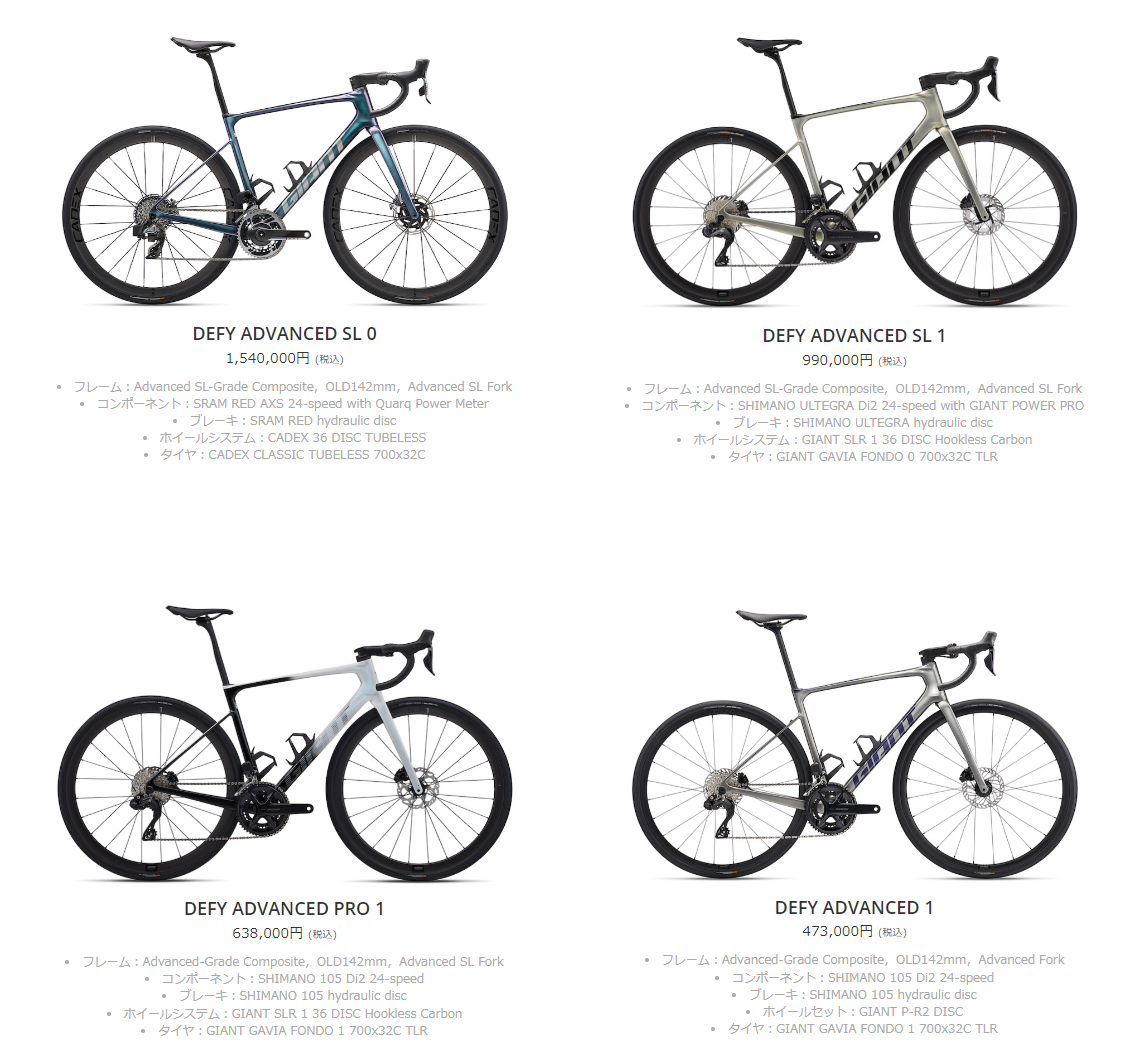 CADEX
CADEX
CADEX
GIANT
GIANT
DEFY ADVANCED SL 0
1,540,000円 (税込)
• フレーム : Advanced SL-Grade Composite，OLD142mm，Advanced SL Fork
• コンポーネント : SRAM RED AXS 24-speed with Quarq Power Meter
• ブレーキ : SRAM RED hydraulic disc
• ホイールシステム : CADEX 36 DISC TUBELESS
• タイヤ : CADEX CLASSIC TUBELESS 700x32C
DEFY ADVANCED SL 1
990,000円 (税込)
• フレーム : Advanced SL-Grade Composite，OLD142mm，Advanced SL Fork
• コンポーネント : SHIMANO ULTEGRA Di2 24-speed with GIANT POWER PRO
• ブレーキ : SHIMANO ULTEGRA hydraulic disc
• ホイールシステム : GIANT SLR 1 36 DISC Hookless Carbon
• タイヤ : GIANT GAVIA FONDO 0 700x32C TLR
GIANT
GIANT
DEFY ADVANCED PRO 1
638,000円 (税込)
• フレーム : Advanced-Grade Composite，OLD142mm，Advanced SL Fork
• コンポーネント : SHIMANO 105 Di2 24-speed
• ブレーキ : SHIMANO 105 hydraulic disc
• ホイールシステム : GIANT SLR 1 36 DISC Hookless Carbon
• タイヤ : GIANT GAVIA FONDO 1 700x32C TLR
DEFY ADVANCED 1
473,000円 (税込)
• フレーム : Advanced-Grade Composite，OLD142mm，Advanced Fork
• コンポーネント : SHIMANO 105 Di2 24-speed
• ブレーキ : SHIMANO 105 hydraulic disc
• ホイールセット : GIANT P-R2 DISC
• タイヤ : GIANT GAVIA FONDO 1 700x32C TLR